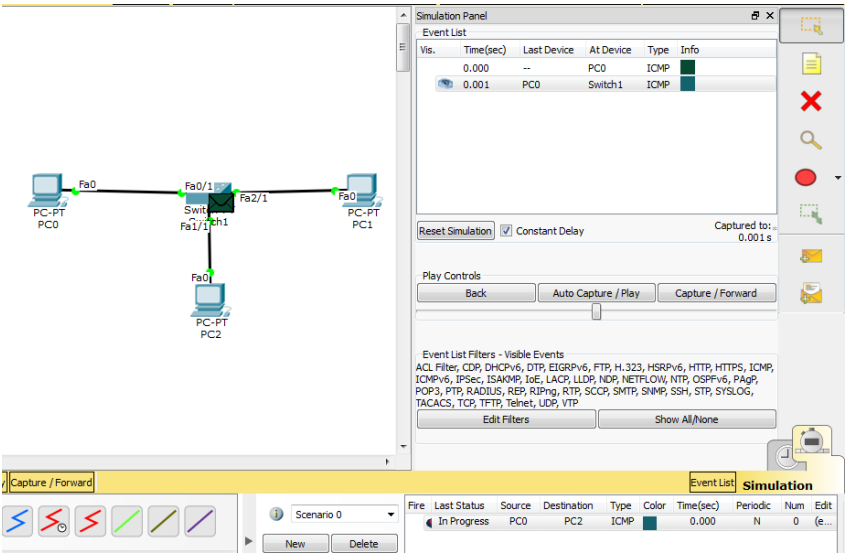 Simulation Panel
Event List
Vis. Time(sec) Last Device At Device Type Info
0.000 -- PC0 ICMP
0.001 PC0 Switch1 ICMP
Fa0
Fa0/1
Fa2/1
Fa0
PC-PT
PC0
Switch1
Fa1/1
PC-PT
PC1
Fa0
PC-PT
PC2
Reset Simulation Constant Delay
Captured to:
0.001 s
Play Controls
Back Auto Capture / Play Capture / Forward
Event List Filters - Visible Events
ACL Filter, CDP, DHCPv6, DTP, EIGRPv6, FTP, H.323, HSRPv6, HTTP, HTTPS, ICMP,
ICMPv6, IPSec, ISAKMP, IoE, LACP, LLDP, NDP, NETFLOW, NTP, OSPFv6, PAgP,
POP3, PTP, RADIUS, REP, RIPng, RTP, SCCP, SMTP, SNMP, SSH, STP, SYSLOG,
TACACS, TCP, TFTP, Telnet, UDP, VTP
Edit Filters Show All/None
Capture / Forward
Event List
Simulation
Scenario 0
New Delete
Fire Last Status Source Destination Type Color Time(sec) Periodic Num Edit
In Progress PC0 PC2 ICMP 0.000 N 0 (e...